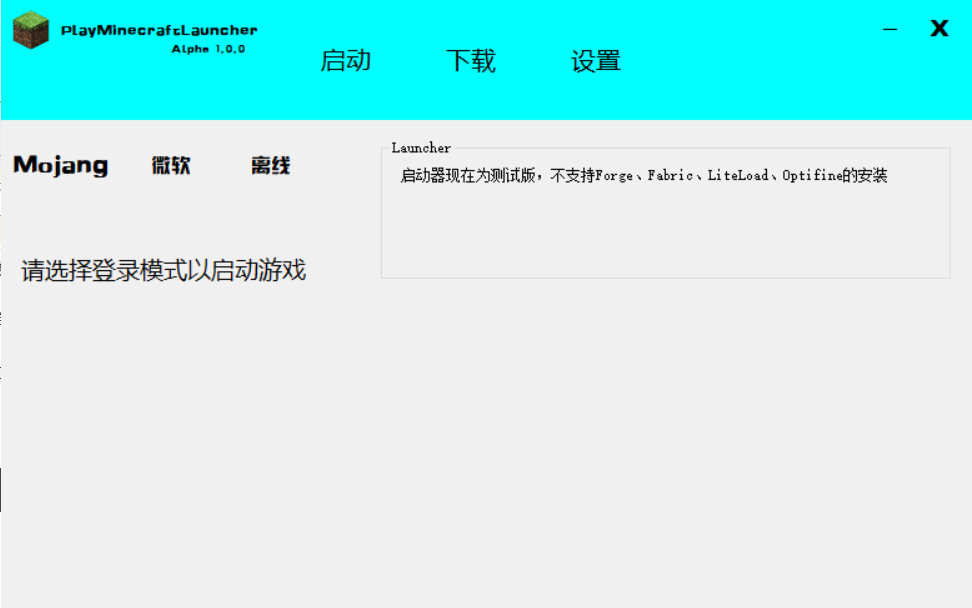 PlayMinecraftLauncher
Alpha 1.0.0
启动 下载 设置
X
Mojang 微软 离线
请选择登录模式以启动游戏
Launcher
启动器现在为测试版，不支持Forge、Fabric、LiteLoad、Optifine的安装